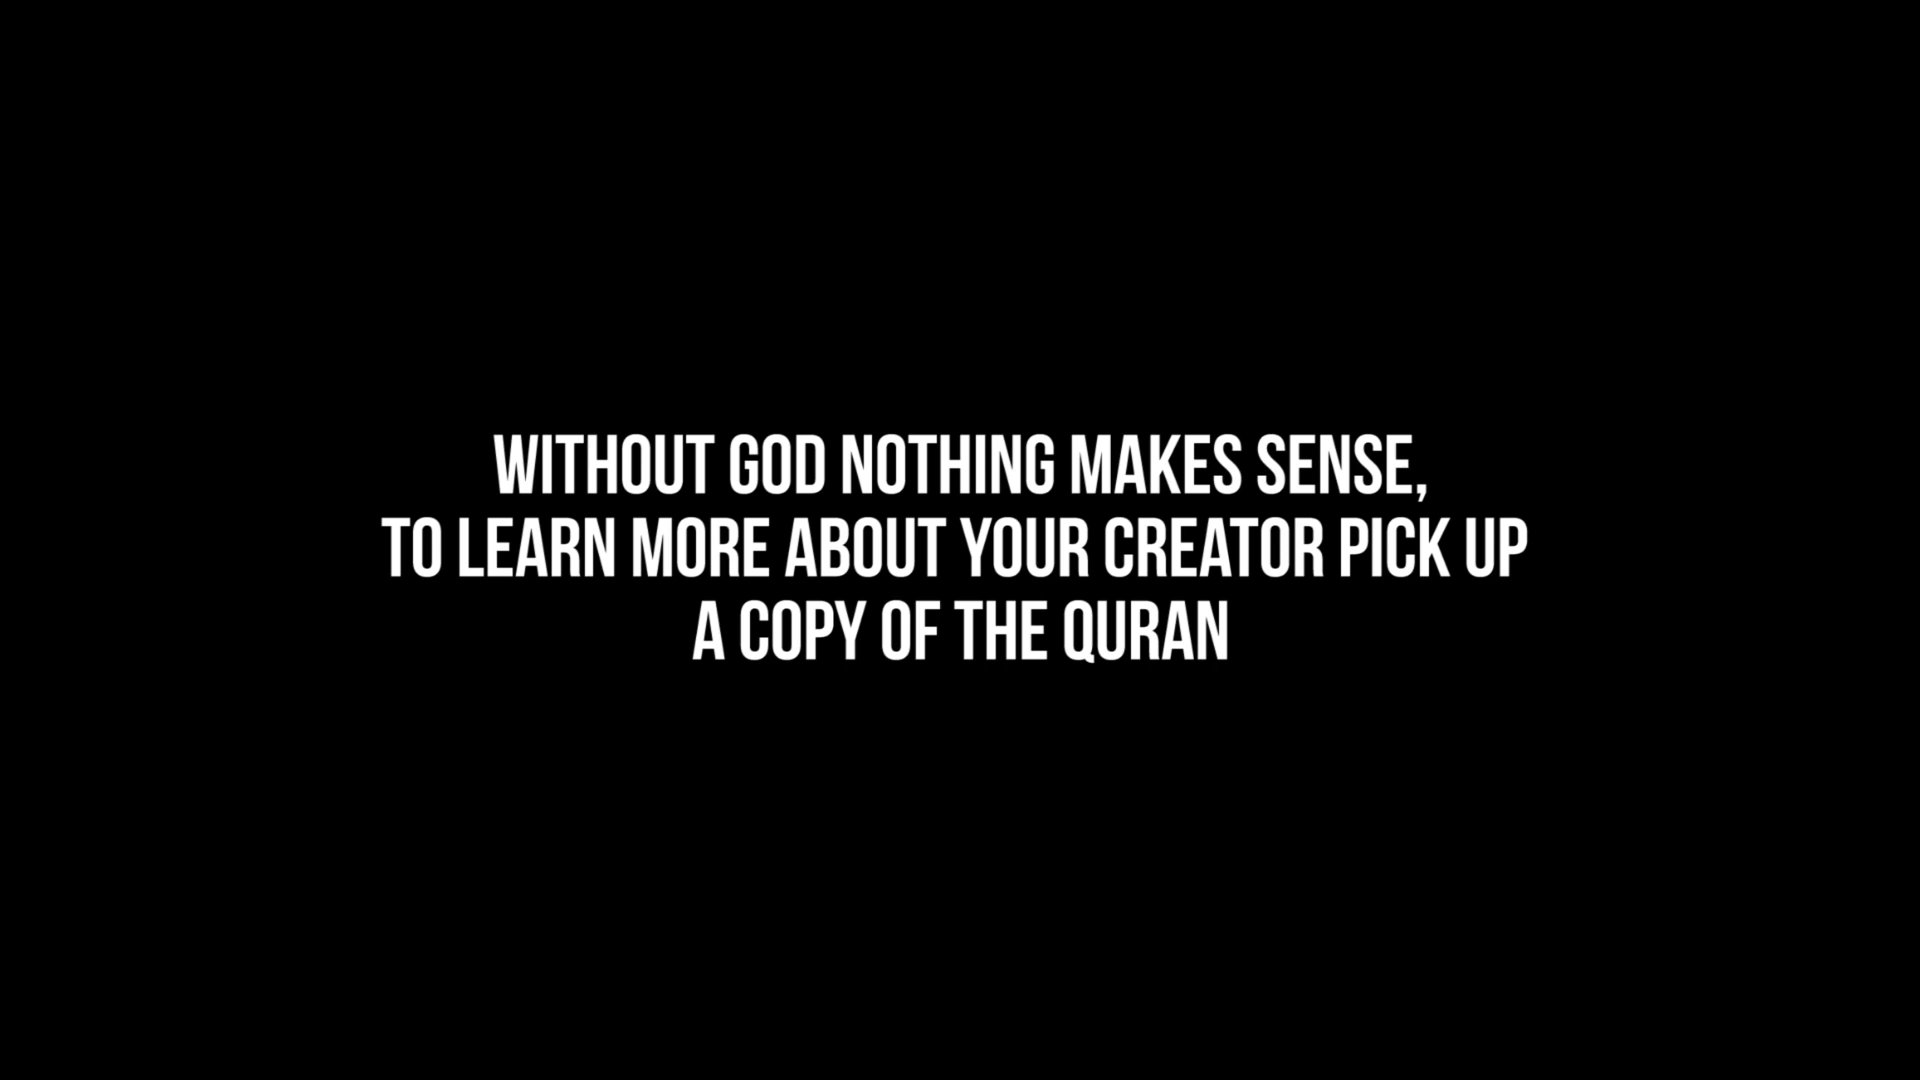 WITHOUT GOD NOTHING MAKES SENSE,
TO LEARN MORE ABOUT YOUR CREATOR PICK UP
A COPY OF THE QURAN